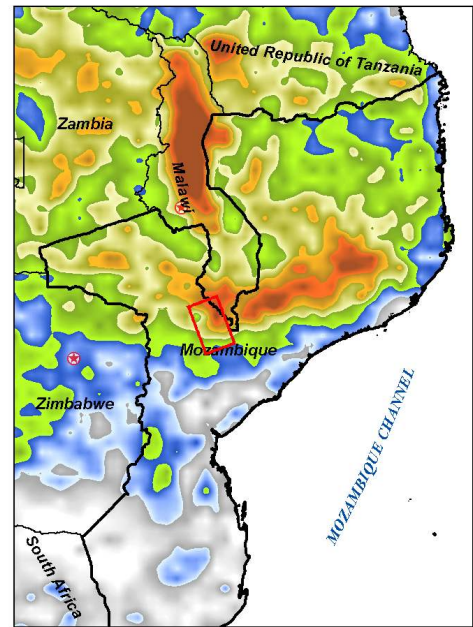 United Republic of Tanzania
Zambia
Malawi
Mozambique
Zimbabwe
MOZAMBIQUE CHANNEL
South Africa